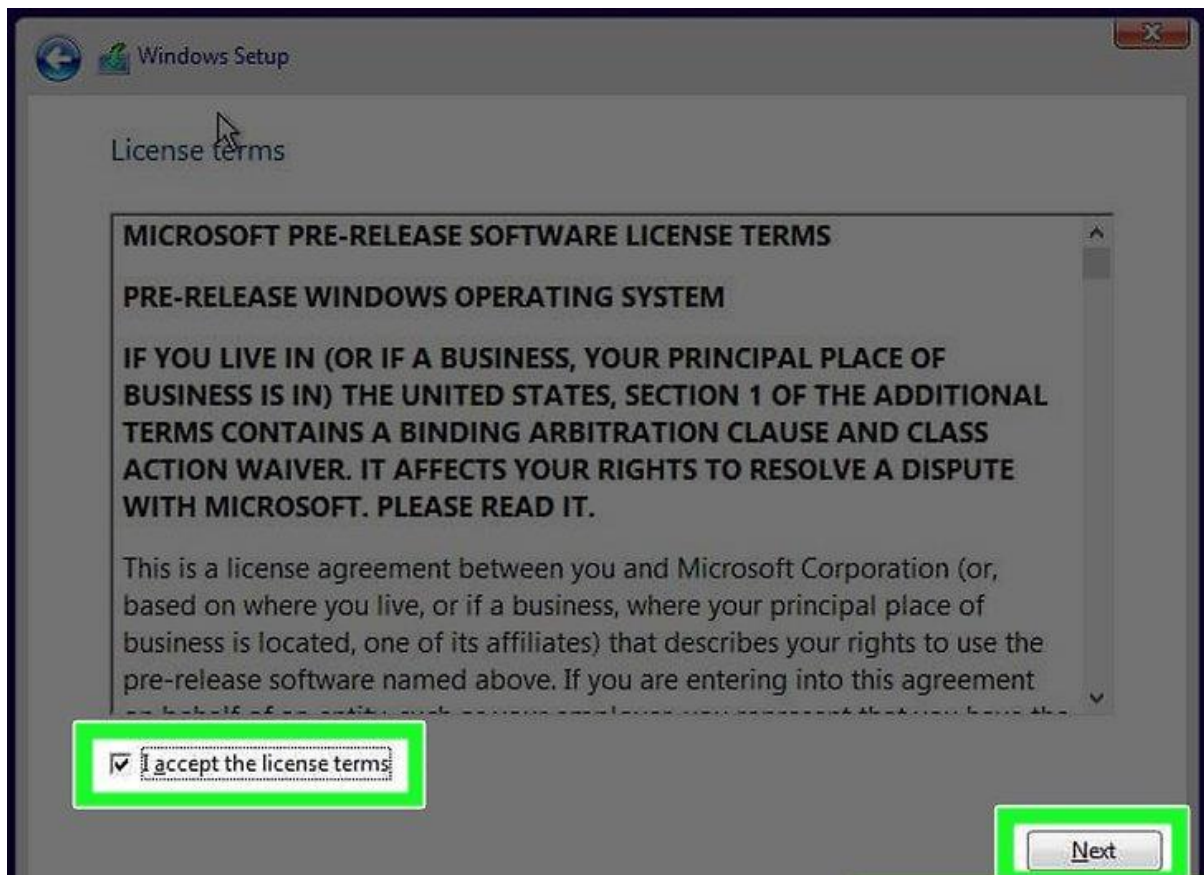 Windows Setup
License terms
MICROSOFT PRE-RELEASE SOFTWARE LICENSE TERMS
PRE-RELEASE WINDOWS OPERATING SYSTEM
IF YOU LIVE IN (OR IF A BUSINESS, YOUR PRINCIPAL PLACE OF
BUSINESS IS IN) THE UNITED STATES, SECTION 1 OF THE ADDITIONAL
TERMS CONTAINS A BINDING ARBITRATION CLAUSE AND CLASS
ACTION WAIVER. IT AFFECTS YOUR RIGHTS TO RESOLVE A DISPUTE
WITH MICROSOFT. PLEASE READ IT.
This is a license agreement between you and Microsoft Corporation (or,
based on where you live, or if a business, where your principal place of
business is located, one of its affiliates) that describes your rights to use the
pre-release software named above. If you are entering into this agreement
I accept the license terms
Next